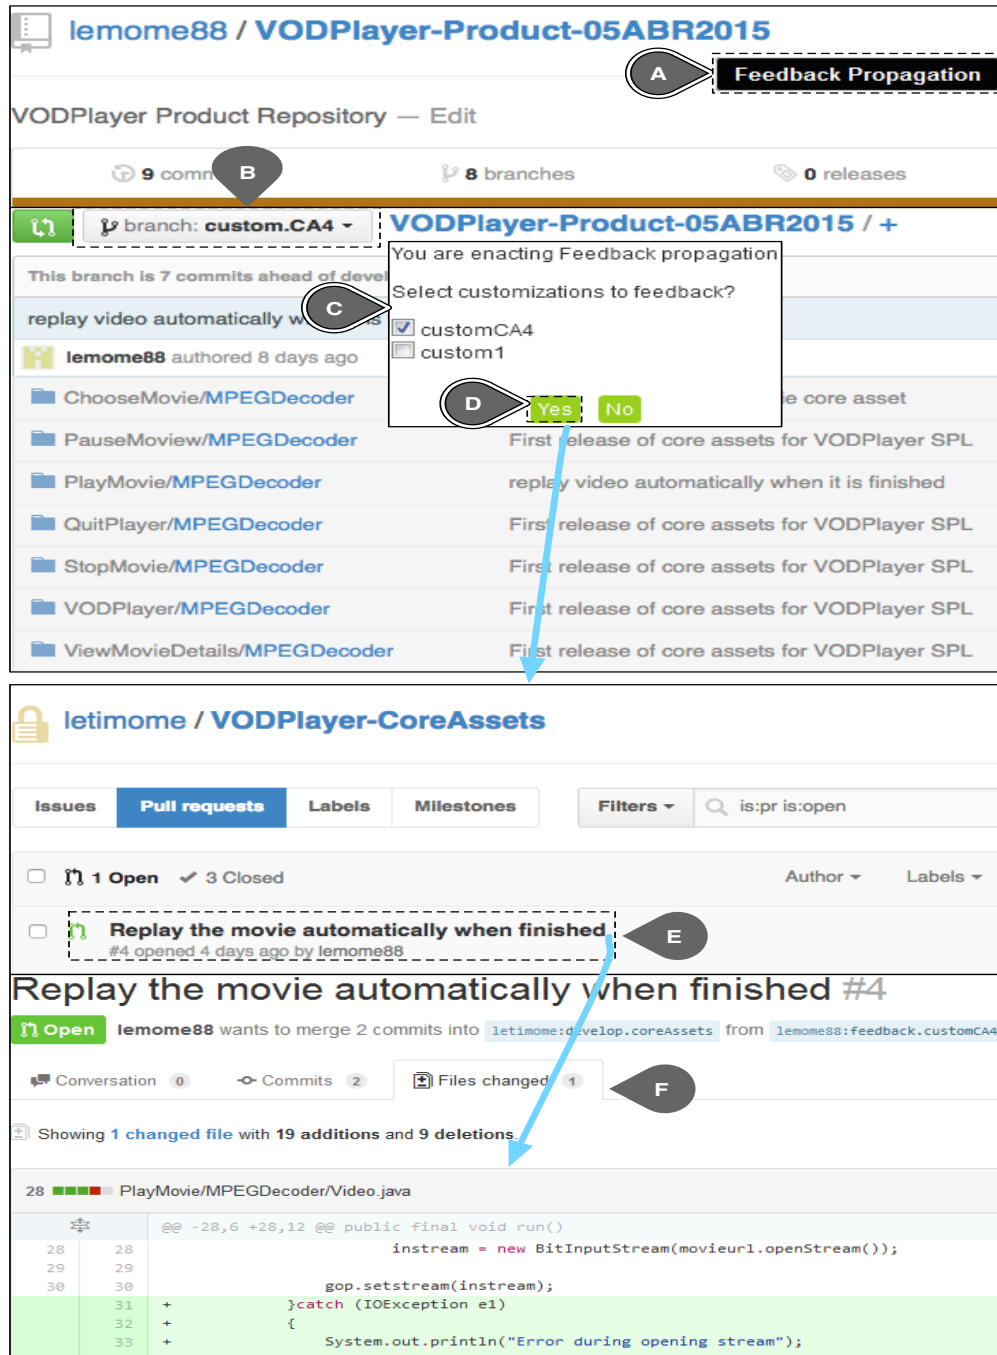 lemome88 / VODPlayer-Product-05ABR2015
A
Feedback Propagation
VODPlayer Product Repository — Edit
9 comm
B
8 branches
0 releases
branch: custom.CA4
VODPlayer-Product-05ABR2015 / +
You are enacting Feedback propagation
This branch is 7 commits ahead of devel
Select customizations to feedback?
C
replay video automatically w
customCA4
custom1
lemome88 authored 8 days ago
D
Yes
No
ChooseMovie/MPEGDecoder
ie core asset
PauseMoview/MPEGDecoder
First release of core assets for VODPlayer SPL
PlayMovie/MPEGDecoder
replay video automatically when it is finished
QuitPlayer/MPEGDecoder
First release of core assets for VODPlayer SPL
StopMovie/MPEGDecoder
First release of core assets for VODPlayer SPL
VODPlayer/MPEGDecoder
First release of core assets for VODPlayer SPL
ViewMovieDetails/MPEGDecoder
First release of core assets for VODPlayer SPL
letimome / VODPlayer-CoreAssets
Issues
Pull requests
Labels
Milestones
Filters
is:pr is:open
1 Open
3 Closed
Author
Labels
Replay the movie automatically when finished
#4 opened 4 days ago by lemome88
E
Replay the movie automatically when finished #4
Open
lemome88 wants to merge 2 commits into letimome:develop.coreAssets from lemome88:feedback.customCA4
Conversation 0
Commits 2
Files changed 1
F
Showing 1 changed file with 19 additions and 9 deletions.
28 PlayMovie/MPEGDecoder/Video.java
@@ -28,6 +28,12 @@ public final void run()
28 28 instream = new BitInputStream(movieurl.openStream());
29 29
30 30 gop.setstream(instream);
31 + }catch (IOException e1)
32 + {
33 + System.out.println("Error during opening stream");